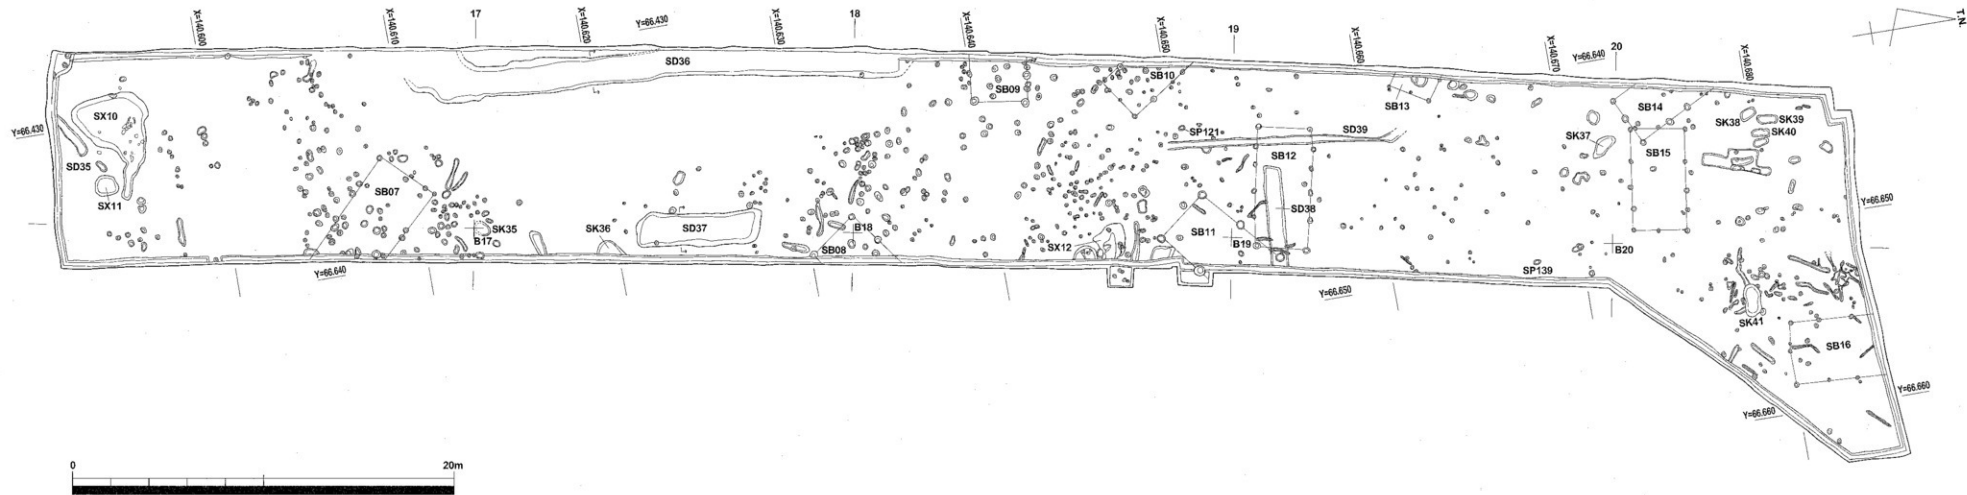 X=140.600
X=140.610
17
X=140.620
Y=66.430
X=140.630
18
X=140.640
X=140.650
19
X=140.660
X=140.670
Y=66.640
20
X=140.680
T.N.
SD36
SB09
SB10
SB13
SB14
SK38
SK39
SK40
SX10
Y=66.430
SP121
SD39
SK37
SB15
SB12
SD35
SB07
SX11
SK35
B17
SK36
SD37
B18
SB08
SX12
SB11
B19
SD38
B20
Y=66.650
Y=66.640
SP139
Y=66.650
SK41
SB16
Y=66.660
Y=66.660
0 20m